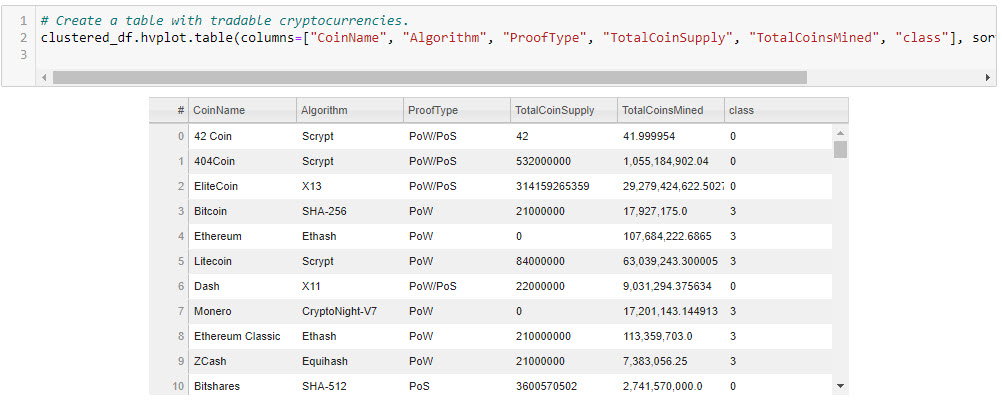 1 # Create a table with tradable cryptocurrencies.
2 clustered_df.hvplot.table(columns=["CoinName", "Algorithm", "ProofType", "TotalCoinSupply", "TotalCoinsMined", "class"], sor
3
# CoinName Algorithm ProofType TotalCoinSupply TotalCoinsMined class
0 42 Coin Scrypt PoW/PoS 42 41.999954 0
1 404Coin Scrypt PoW/PoS 532000000 1,055,184,902.04 0
2 EliteCoin X13 PoW/PoS 314159265359 29,279,424,622.5027 0
3 Bitcoin SHA-256 PoW 21000000 17,927,175.0 3
4 Ethereum Ethash PoW 0 107,684,222.6865 3
5 Litecoin Scrypt PoW 84000000 63,039,243.300005 3
6 Dash X11 PoW/PoS 22000000 9,031,294.375634 0
7 Monero CryptoNight-V7 PoW 0 17,201,143.144913 3
8 Ethereum Classic Ethash PoW 210000000 113,359,703.0 3
9 ZCash Equihash PoW 21000000 7,383,056.25 3
10 Bitshares SHA-512 PoS 3600570502 2,741,570,000.0 0